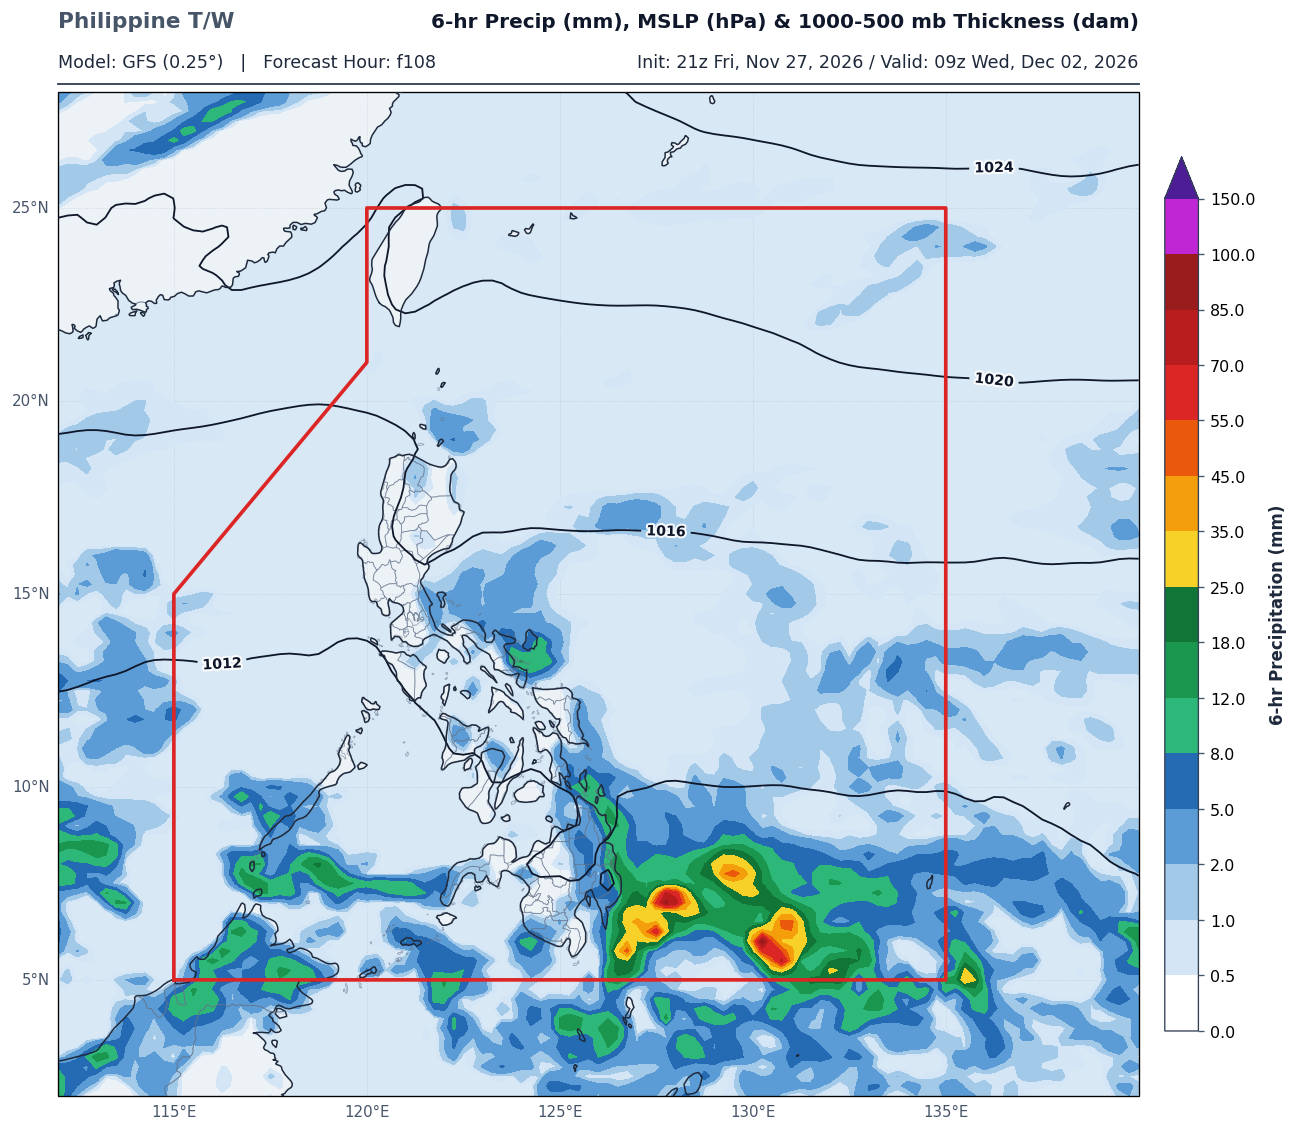 Philippine T/W
6-hr Precip (mm), MSLP (hPa) & 1000-500 mb Thickness (dam)
Model: GFS (0.25°) | Forecast Hour: f108
Init: 21z Fri, Nov 27, 2026 / Valid: 09z Wed, Dec 02, 2026
1024
1020
1016
1012
25°N
20°N
15°N
10°N
5°N
115°E
120°E
125°E
130°E
135°E
150.0
100.0
85.0
70.0
55.0
45.0
35.0
25.0
18.0
12.0
8.0
5.0
2.0
1.0
0.5
0.0
6-hr Precipitation (mm)